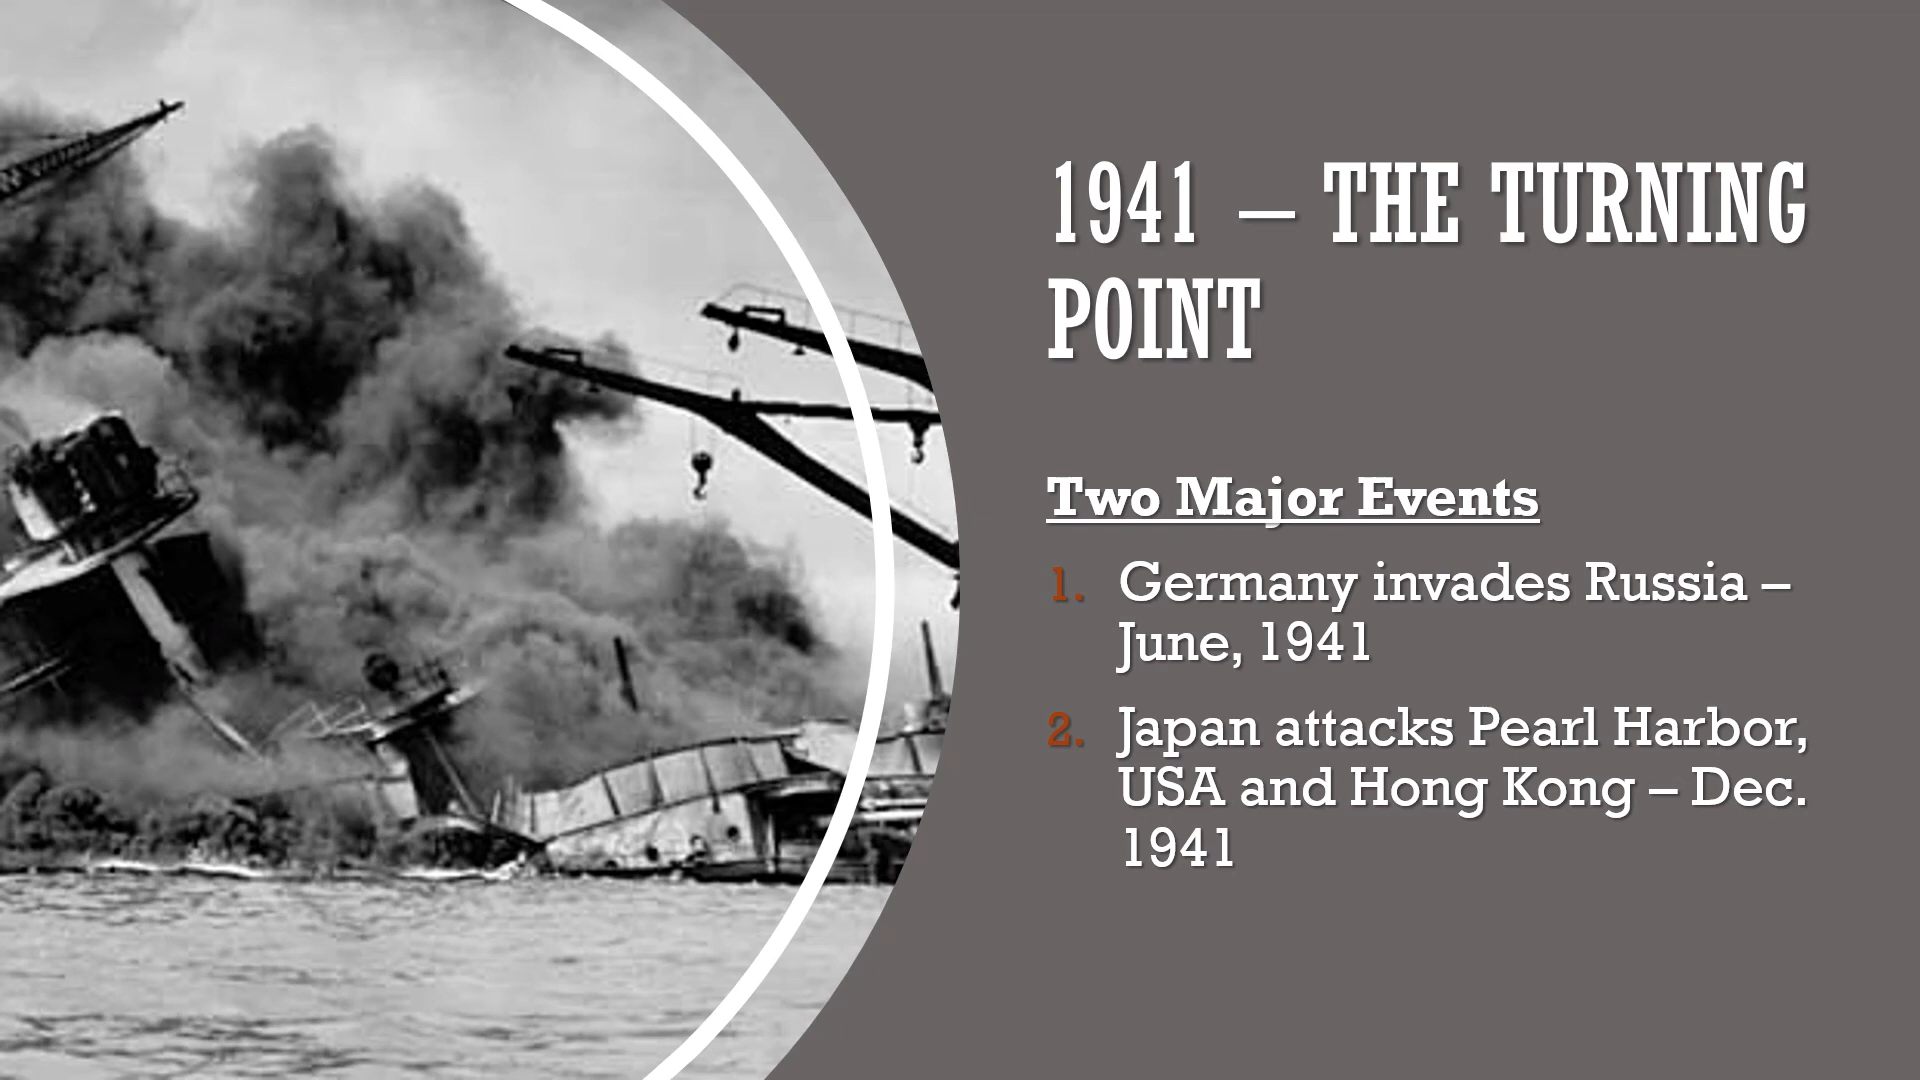 1941 – THE TURNING
POINT
Two Major Events
1. Germany invades Russia –
June, 1941
2. Japan attacks Pearl Harbor,
USA and Hong Kong – Dec.
1941